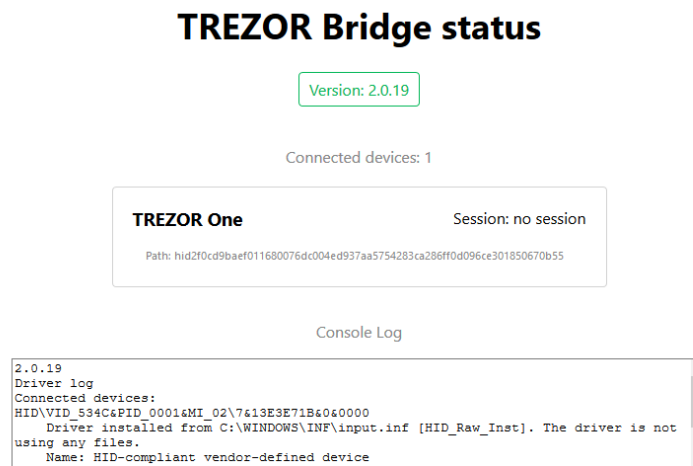 TREZOR Bridge status
Version: 2.0.19
Connected devices: 1
TREZOR One
Session: no session
Path: hid2f0cd9baef011680076dc004ed937aa5754283ca286ff0d096ce301850670b55
Console Log
2.0.19
Driver log
Connected devices:
HID\VID_534C&PID_0001&MI_02\7&13E3E71B&0&0000
    Driver installed from C:\WINDOWS\INF\input.inf [HID_Raw_Inst]. The driver is not
using any files.
    Name: HID-compliant vendor-defined device